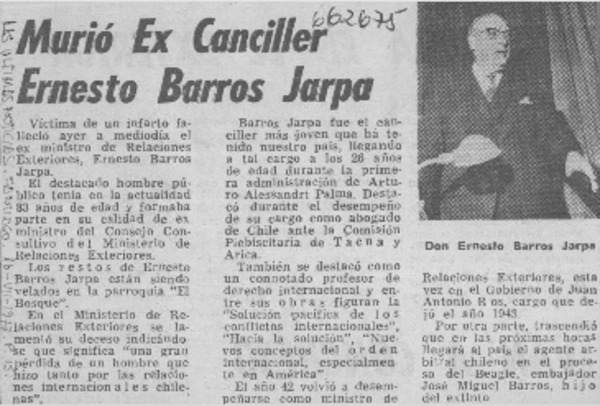 662675
Murió Ex Canciller
Ernesto Barros Jarpa
Víctima de un infarto fa-
lleció ayer a mediodía el
ex ministro de Relaciones
Exteriores, Ernesto Barros
Jarpa.
El destacado hombre pú-
blico tenía en la actualidad
83 años de edad y formaba
parte en su calidad de ex
ministro del Consejo Con-
sultivo del Ministerio de
Relaciones Exteriores.
Los restos de Ernesto
Barros Jarpa están siendo
velados en la parroquia "El
Bosque".
En el Ministerio de Re-
laciones Exteriores se la-
mentó su deceso indicándo-
se que significa "una gran
pérdida de un hombre que
hizo tanto por las relacio-
nes internacionales chile-
nas".
Barros Jarpa fue el can-
ciller más joven que ha te-
nido nuestro país, llegando
a tal cargo a los 26 años
de edad durante la prime-
ra administración de Artu-
ro Alessandri Palma. Desta-
có durante el desempeño
de su cargo como abogado
de Chile ante la Comisión
Plebiscitaria de Tacna y
Arica.
También se destacó como
un connotado profesor de
derecho internacional y en-
tre sus obras figuran la
"Solución pacífica de los
conflictos internacionales",
"Hacia la solución", "Nue-
vos conceptos del orden
internacional, especialmen-
te en América".
El año 42 volvió a desem-
peñarse como ministro de
Don Ernesto Barros Jarpa
Relaciones Exteriores, esta
vez en el Gobierno de Juan
Antonio Ríos, cargo que de-
jó el año 1943.
Por otra parte, trascendió
que en las próximas horas
llegará al país el agente ar-
bitral chileno en el proce-
so del Beagle, embajador
José Miguel Barros, hijo
del extinto